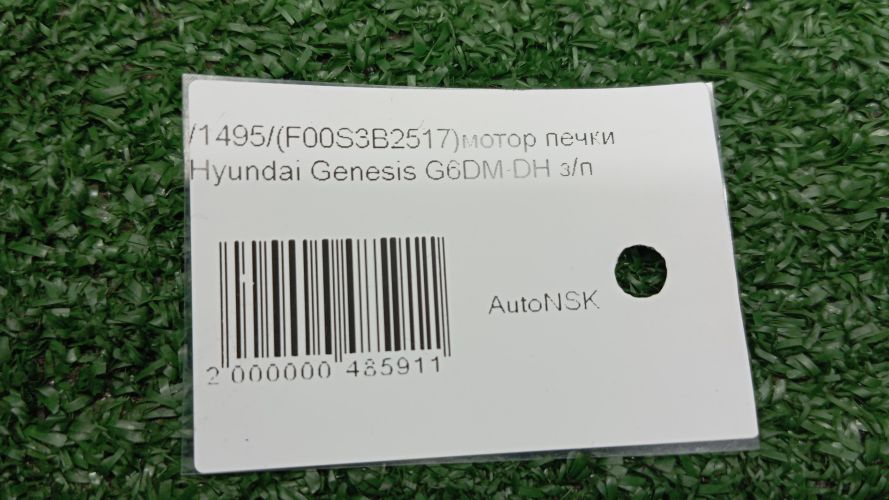 /1495/(F00S3B2517)мотор печки
Hyundai Genesis G6DM-DH з/п
AutoNSK
2 000000 485911